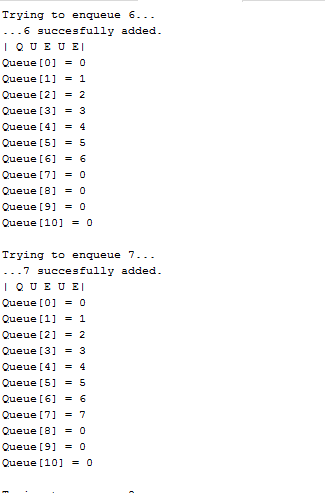 Trying to enqueue 6...
...6 succesfully added.
| Q U E U E|
Queue[0] = 0
Queue[1] = 1
Queue[2] = 2
Queue[3] = 3
Queue[4] = 4
Queue[5] = 5
Queue[6] = 6
Queue[7] = 0
Queue[8] = 0
Queue[9] = 0
Queue[10] = 0
Trying to enqueue 7...
...7 succesfully added.
| Q U E U E|
Queue[0] = 0
Queue[1] = 1
Queue[2] = 2
Queue[3] = 3
Queue[4] = 4
Queue[5] = 5
Queue[6] = 6
Queue[7] = 7
Queue[8] = 0
Queue[9] = 0
Queue[10] = 0